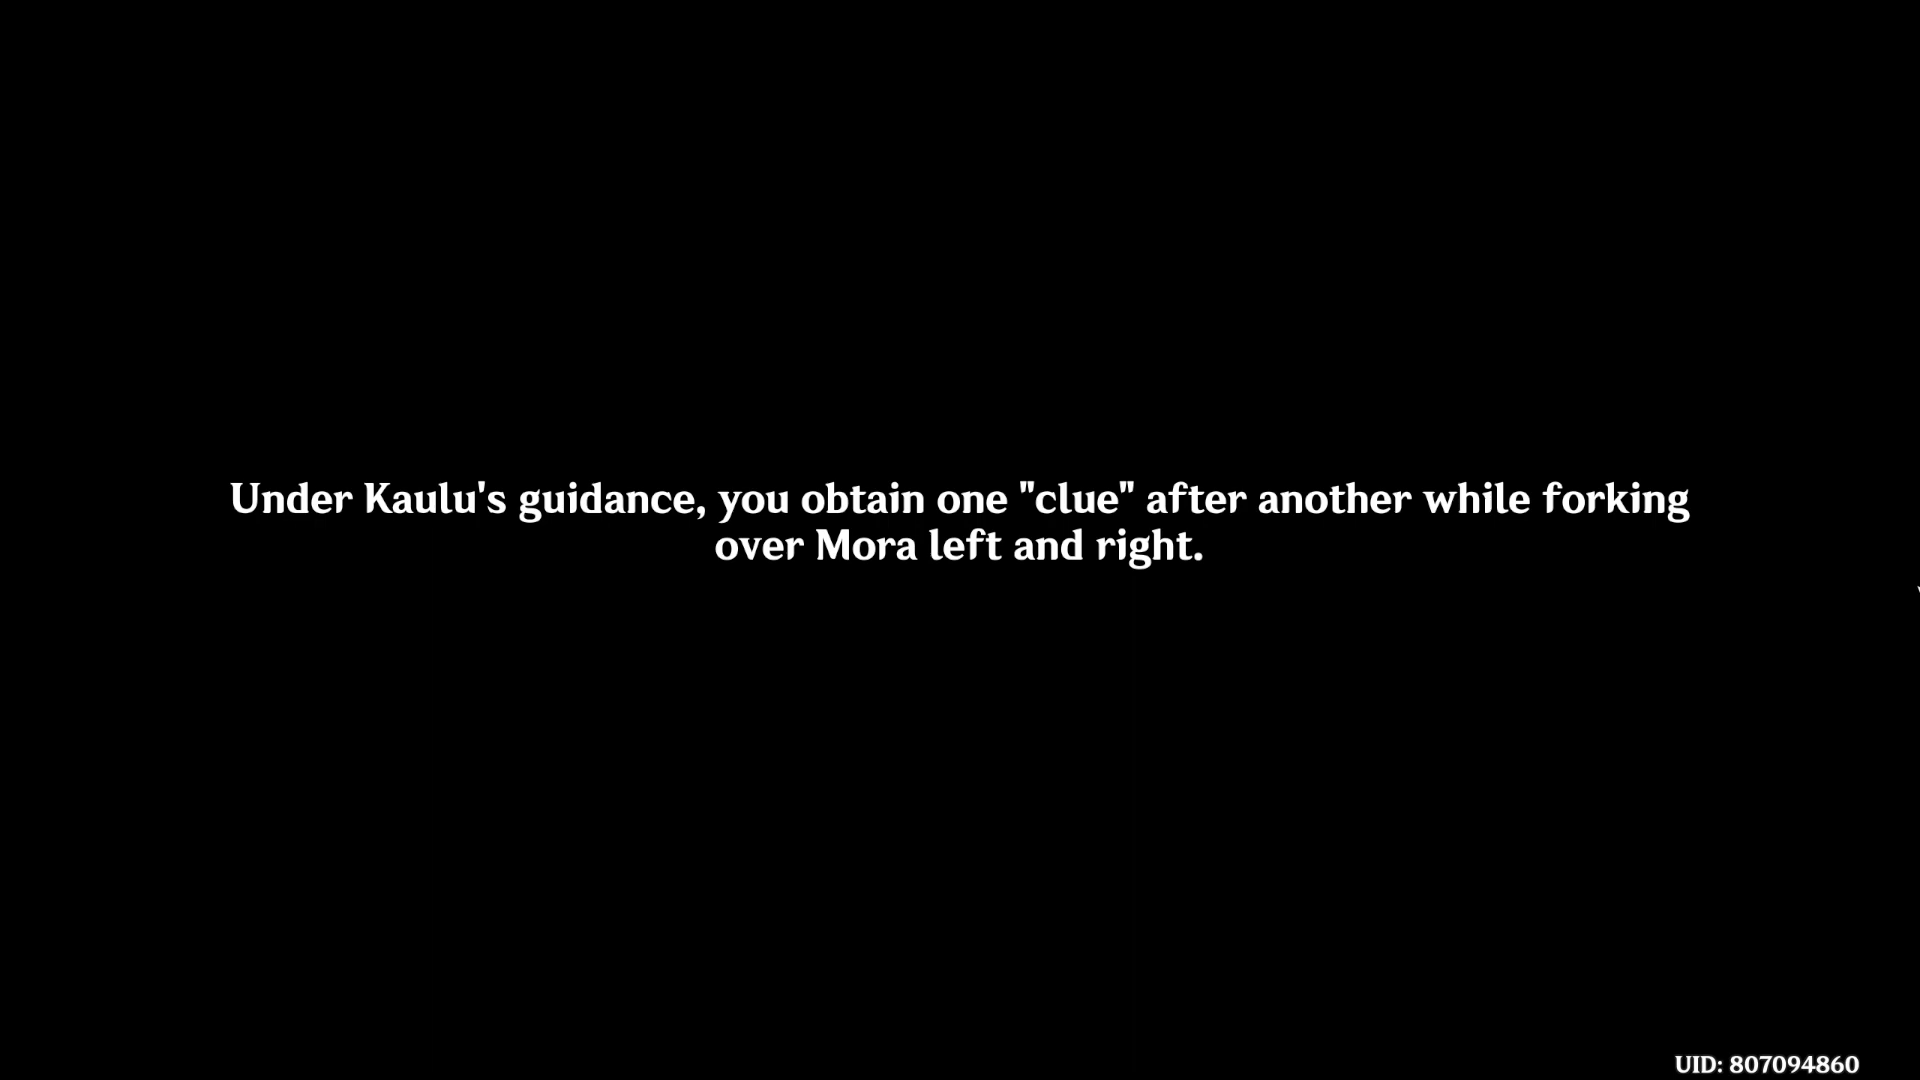 Under Kaulu's guidance, you obtain one "clue" after another while forking
over Mora left and right.
UID: 807094860